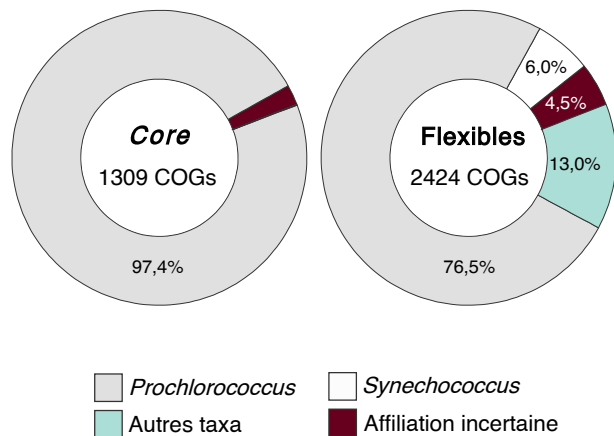 Core
1309 COGs
97,4%
Flexibles
2424 COGs
6,0%
4,5%
13,0%
76,5%
Prochlorococcus
Synechococcus
Autres taxa
Affiliation incertaine